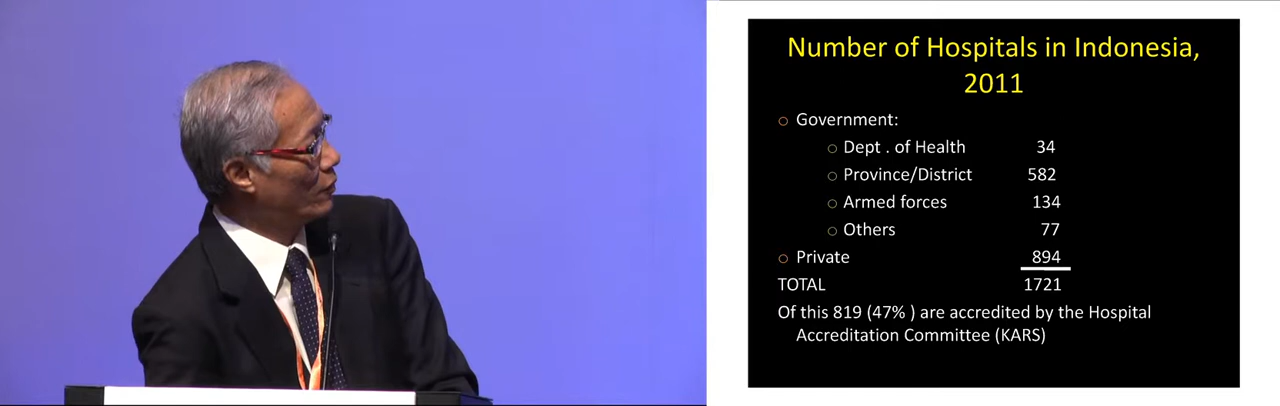 Number of Hospitals in Indonesia,
2011
Government:
Dept . of Health 34
Province/District 582
Armed forces 134
Others 77
Private 894
TOTAL 1721
Of this 819 (47% ) are accredited by the Hospital
Accreditation Committee (KARS)